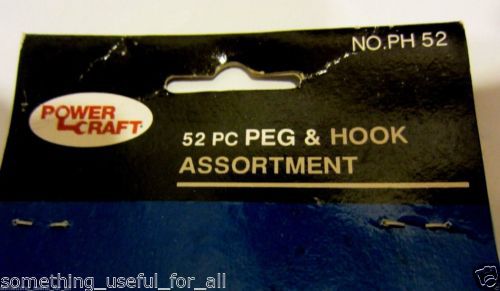 NO.PH 52
POWER
CRAFT
52 PC PEG & HOOK
ASSORTMENT
something_useful_for_all